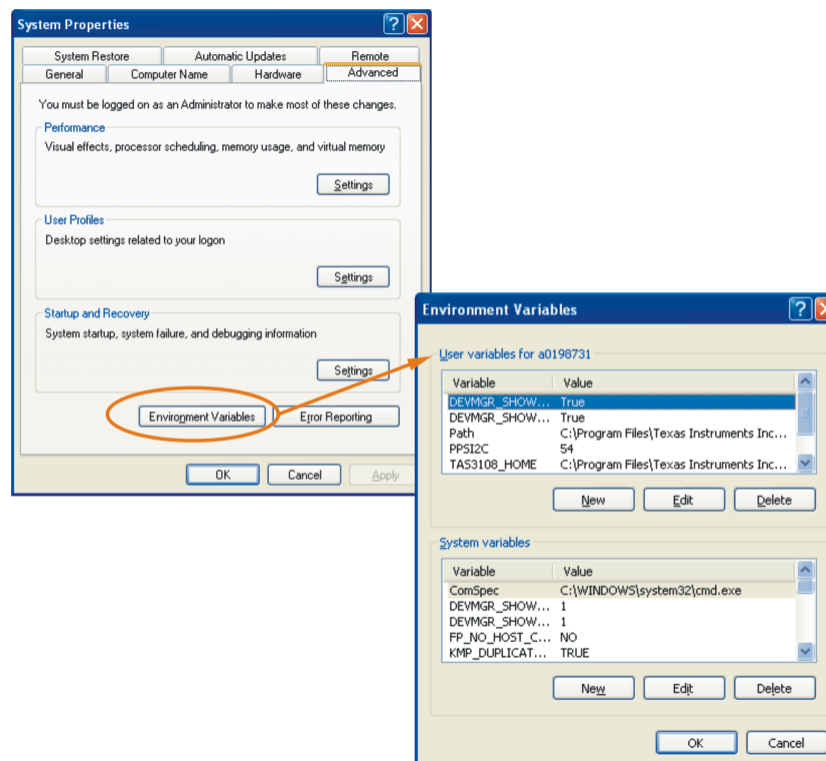 System Properties
System Restore Automatic Updates Remote
General Computer Name Hardware Advanced
You must be logged on as an Administrator to make most of these changes.
Performance
Visual effects, processor scheduling, memory usage, and virtual memory
Settings
User Profiles
Desktop settings related to your logon
Settings
Startup and Recovery
System startup, system failure, and debugging information
Settings
Environment Variables Error Reporting
OK Cancel Apply
Environment Variables
User variables for a0198731
Variable Value
DEVMGR_SHOW... True
DEVMGR_SHOW... True
Path C:\Program Files\Texas Instruments Inc...
PPSI2C 54
TAS3108_HOME C:\Program Files\Texas Instruments Inc...
New Edit Delete
System variables
Variable Value
ComSpec C:\WINDOWS\system32\cmd.exe
DEVMGR_SHOW... 1
DEVMGR_SHOW... 1
FP_NO_HOST_C... NO
KMP_DUPLICAT... TRUE
New Edit Delete
OK Cancel